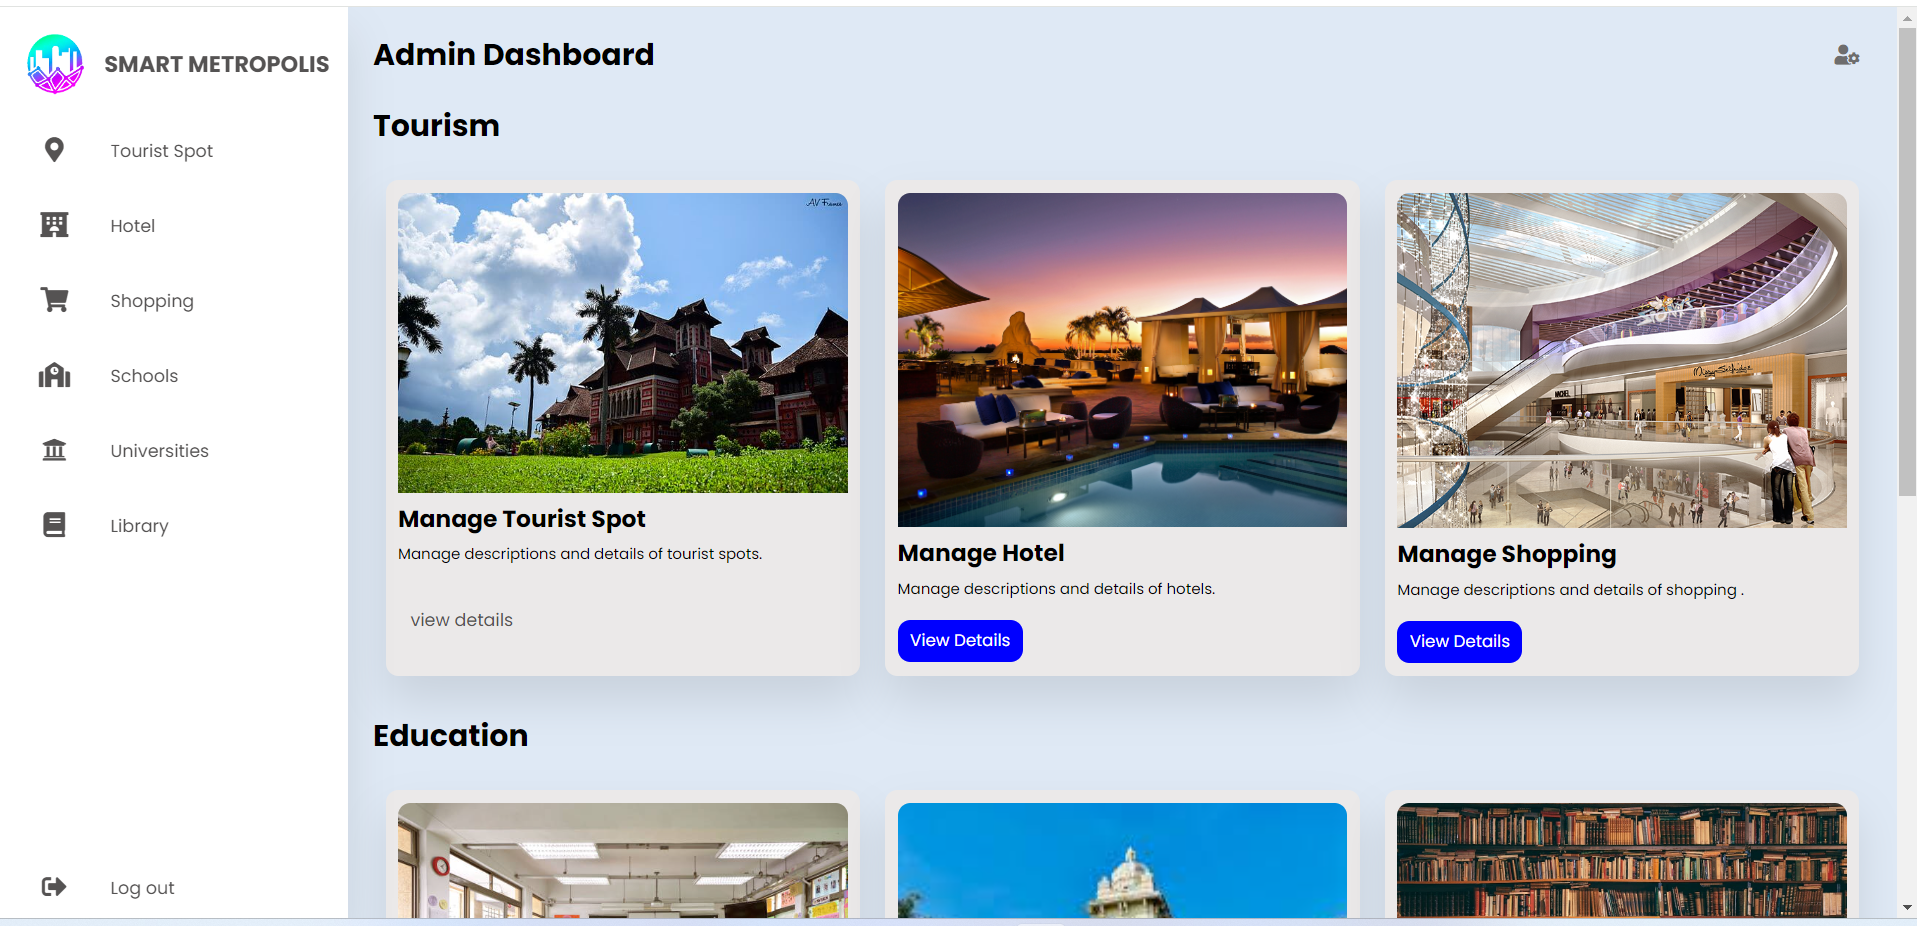 SMART METROPOLIS
Tourist Spot
Hotel
Shopping
Schools
Universities
Library
Log out
Admin Dashboard
Tourism
AV Frames
Manage Tourist Spot
Manage descriptions and details of tourist spots.
view details
Manage Hotel
Manage descriptions and details of hotels.
View Details
Manage Shopping
Manage descriptions and details of shopping .
View Details
Education